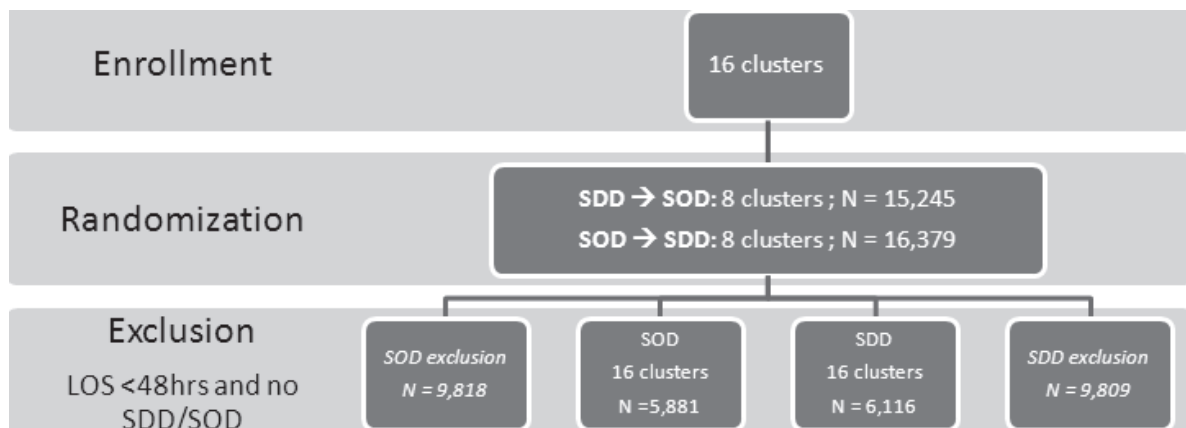 Enrollment
16 clusters
Randomization
SDD → SOD: 8 clusters ; N = 15,245
SOD → SDD: 8 clusters ; N = 16,379
Exclusion
LOS <48hrs and no
SDD/SOD
SOD exclusion
N = 9,818
SOD
16 clusters
N =5,881
SDD
16 clusters
N = 6,116
SDD exclusion
N = 9,809